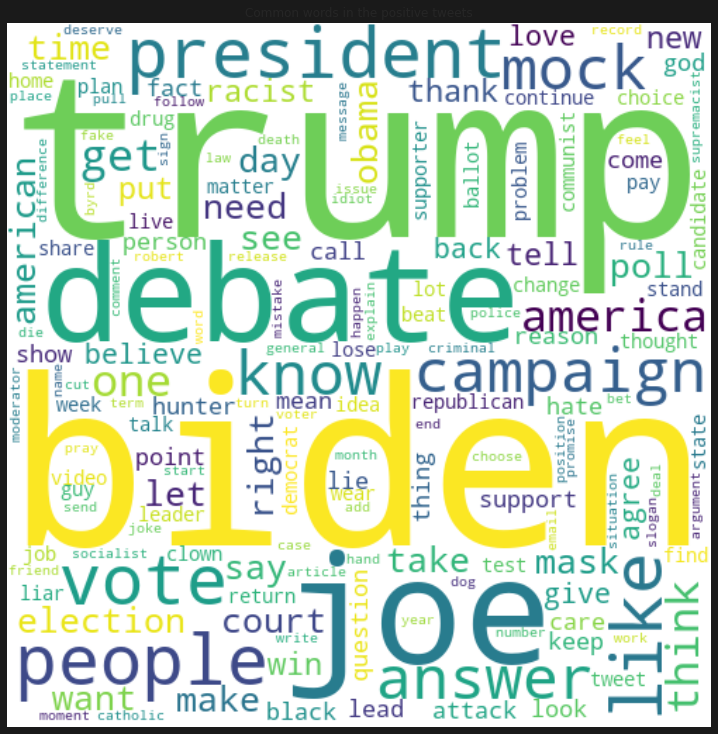 Common words in the positive tweets
deserve
time
statement
president
love
record
new
mock
god
home
place
plan
pull
fact
follow
racist
thank
continue
choice
supremacist
trump
drug
fake
sign
message
obama
get
day
law
death
matter
issue
idiot
supporter
ballot
problem
communist
feel
come
pay
candidate
american
difference
byrd
put
live
need
share
person
see
call
back
tell
rule
poll
debate
robert
release
comment
mistake
happen
explain
lot
change
stand
die
word
beat
police
america
reason
thought
show
believe
general
lose
play
criminal
moderator
name
cut
one
know
campaign
week
term
hunter
turn
mean
voter
idea
republican
hate
bet
biden
talk
right
democrat
end
position
promise
state
pray
point
start
month
choose
thing
video
guy
send
let
leader
joke
lie
wear
add
support
email
situation
agree
slogan
deal
argument
job
socialist
clown
case
find
friend
vote
say
article
hand
take
test
mask
dog
liar
return
joe
question
year
give
care
number
keep
work
like
think
election
court
write
people
win
answer
tweet
want
make
moment
catholic
black
lead
attack
look